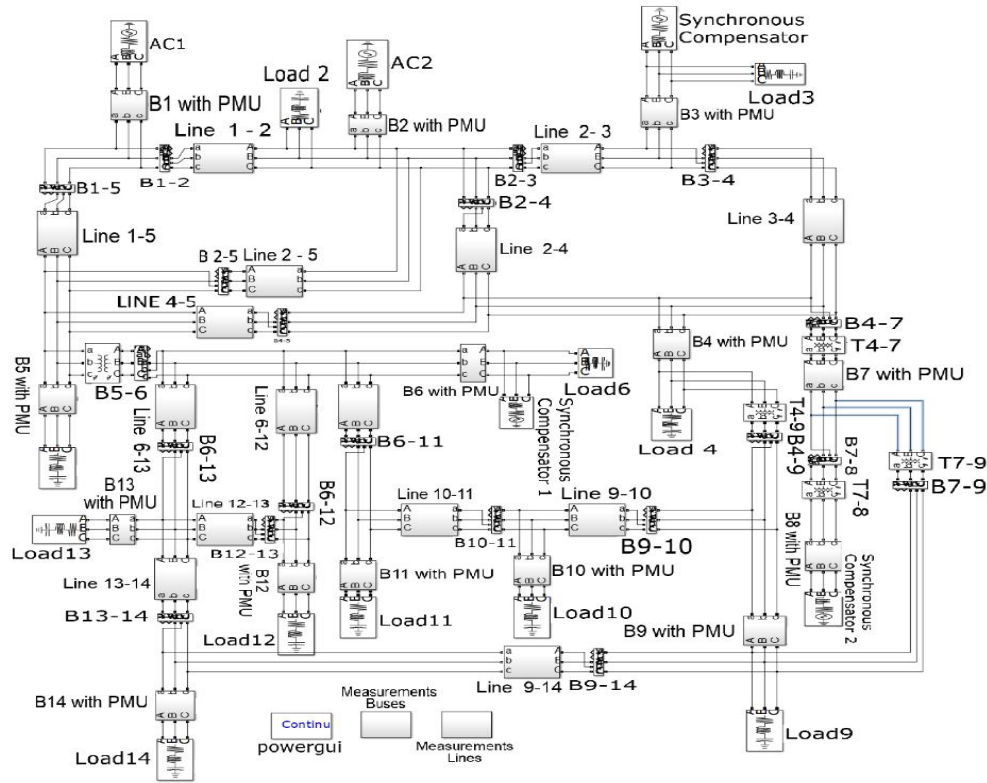 AC1
AC2
Synchronous
Compensator
Load 2
Load3
B1 with PMU
B2 with PMU
B3 with PMU
Line 1 - 2
Line 2- 3
B1-5
B1-2
B2-3
B3-4
B2-4
Line 1-5
Line 2-4
Line 3-4
B 2-5
Line 2 - 5
LINE 4-5
B4-5
B4-7
T4-7
B4 with PMU
B7 with PMU
B5 with PMU
B5-6
B6 with PMU
Load6
Synchronous
Compensator 1
Line 6-13
B6-13
Line 6-12
B6-11
Load 4
T4-9
B4-9
B7-8
T7-8
T7-9
B7-9
B13
with PMU
B6-12
Line 12-13
Line 10-11
Line 9-10
Load13
B12-13
B10-11
B9-10
B8 with PMU
Synchronous
Compensator 2
Line 13-14
B12
with PMU
B11 with PMU
B10 with PMU
B13-14
Load12
Load11
Load10
B9 with PMU
Line 9-14
B9-14
B14 with PMU
Measurements
Buses
Continu
powergui
Measurements
Lines
Load14
Load9